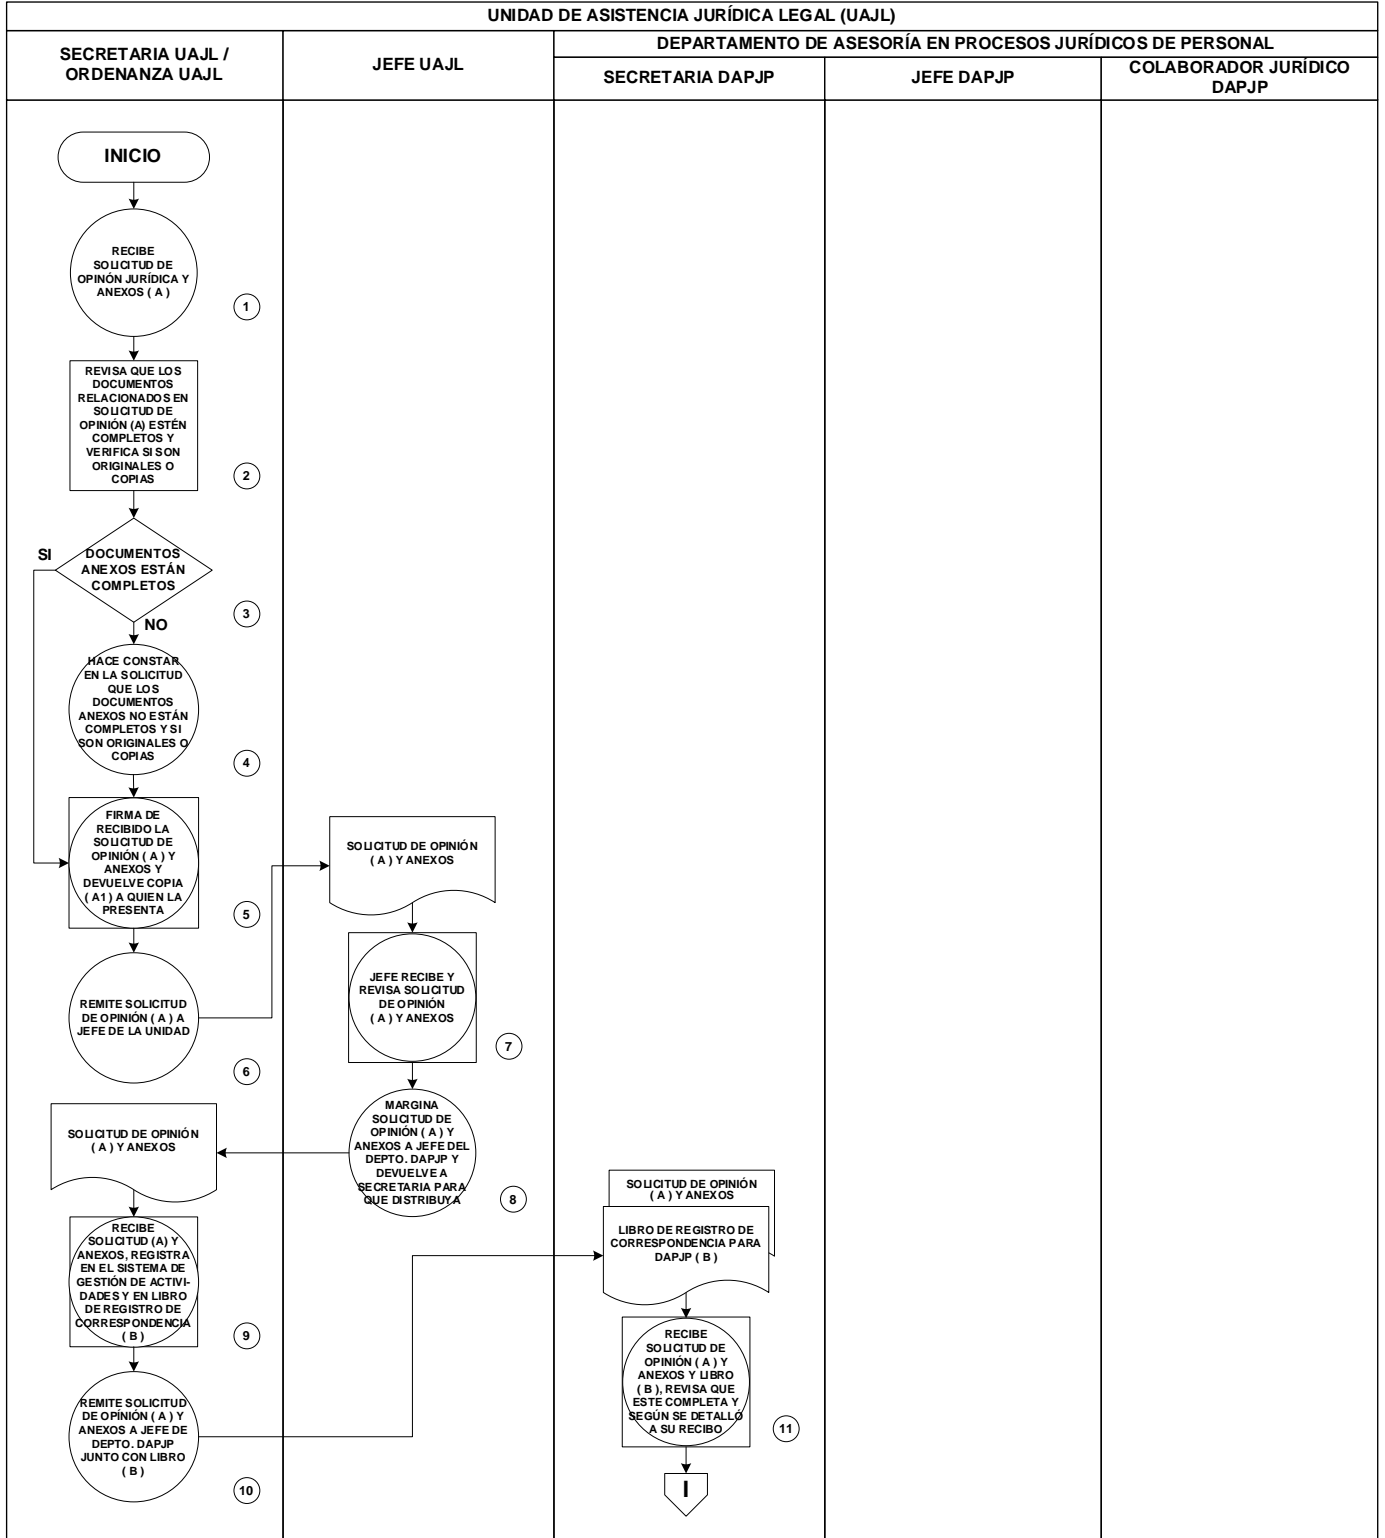 UNIDAD DE ASISTENCIA JURÍDICA LEGAL (UAJL)
SECRETARIA UAJL /
ORDENANZA UAJL
JEFE UAJL
DEPARTAMENTO DE ASESORÍA EN PROCESOS JURÍDICOS DE PERSONAL
SECRETARIA DAPJP
JEFE DAPJP
COLABORADOR JURÍDICO
DAPJP
INICIO
RECIBE
SOLICITUD DE
OPINÓN JURÍDICA Y
ANEXOS ( A )
1
REVISA QUE LOS
DOCUMENTOS
RELACIONADOS EN
SOLICITUD DE
OPINIÓN (A) ESTÉN
COMPLETOS Y
VERIFICA SI SON
ORIGINALES O
COPIAS
2
SI
DOCUMENTOS
ANEXOS ESTÁN
COMPLETOS
3
NO
HACE CONSTAR
EN LA SOLICITUD
QUE LOS
DOCUMENTOS
ANEXOS NO ESTÁN
COMPLETOS Y SI
SON ORIGINALES O
COPIAS
4
FIRMA DE
RECIBIDO LA
SOLICITUD DE
OPINIÓN ( A ) Y
ANEXOS Y
DEVUELVE COPIA
( A1 ) A QUIEN LA
PRESENTA
5
REMITE SOLICITUD
DE OPINIÓN ( A ) A
JEFE DE LA UNIDAD
6
SOLICITUD DE OPINIÓN
( A ) Y ANEXOS
JEFE RECIBE Y
REVISA SOLICITUD
DE OPINIÓN
(A) Y ANEXOS
7
MARGINA
SOLICITUD DE
OPINIÓN ( A ) Y
ANEXOS A JEFE DEL
DEPTO. DAPJP Y
DEVUELVE A
SECRETARIA PARA
QUE DISTRIBUYA
8
SOLICITUD DE OPINIÓN
( A ) Y ANEXOS
RECIBE
SOLICITUD (A) Y
ANEXOS, REGISTRA
EN EL SISTEMA DE
GESTIÓN DE ACTIVI-
DADES Y EN LIBRO
DE REGISTRO DE
CORRESPONDENCIA
( B )
9
REMITE SOLICITUD
DE OPÍNIÓN ( A ) Y
ANEXOS A JEFE DE
DEPTO. DAPJP
JUNTO CON LIBRO
( B )
10
SOLICITUD DE OPINIÓN
( A ) Y ANEXOS
LIBRO DE REGISTRO DE
CORRESPONDENCIA PARA
DAPJP ( B )
RECIBE
SOLICITUD DE
OPINIÓN ( A ) Y
ANEXOS Y LIBRO
( B ), REVISA QUE
ESTE COMPLETA Y
SEGÚN SE DETALLÓ
A SU RECIBO
11
I